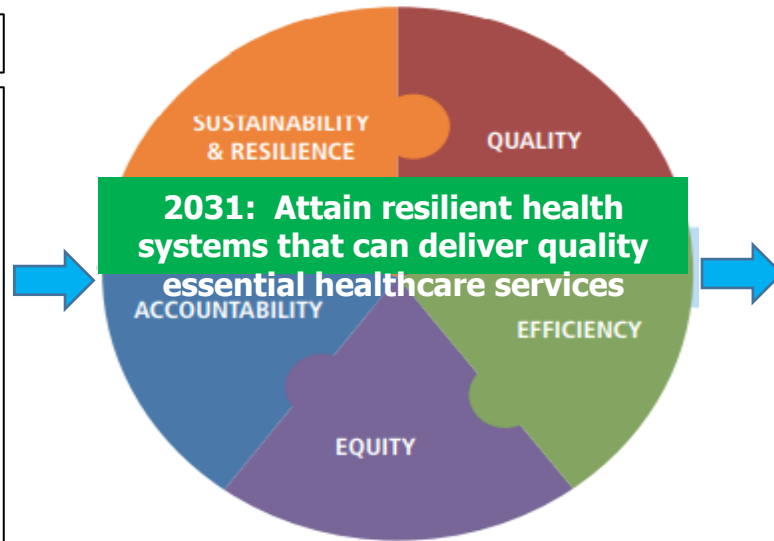 SUSTAINABILITY
& RESILIENCE
QUALITY
2031: Attain resilient health
systems that can deliver quality
essential healthcare services
ACCOUNTABILITY
EFFICIENCY
EQUITY